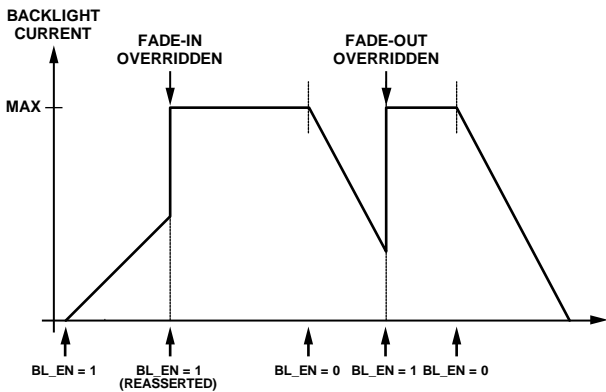 BACKLIGHT
CURRENT
FADE-IN
OVERRIDDEN
FADE-OUT
OVERRIDDEN
MAX
BL_EN = 1
BL_EN = 1
(REASSERTED)
BL_EN = 0
BL_EN = 1
BL_EN = 0